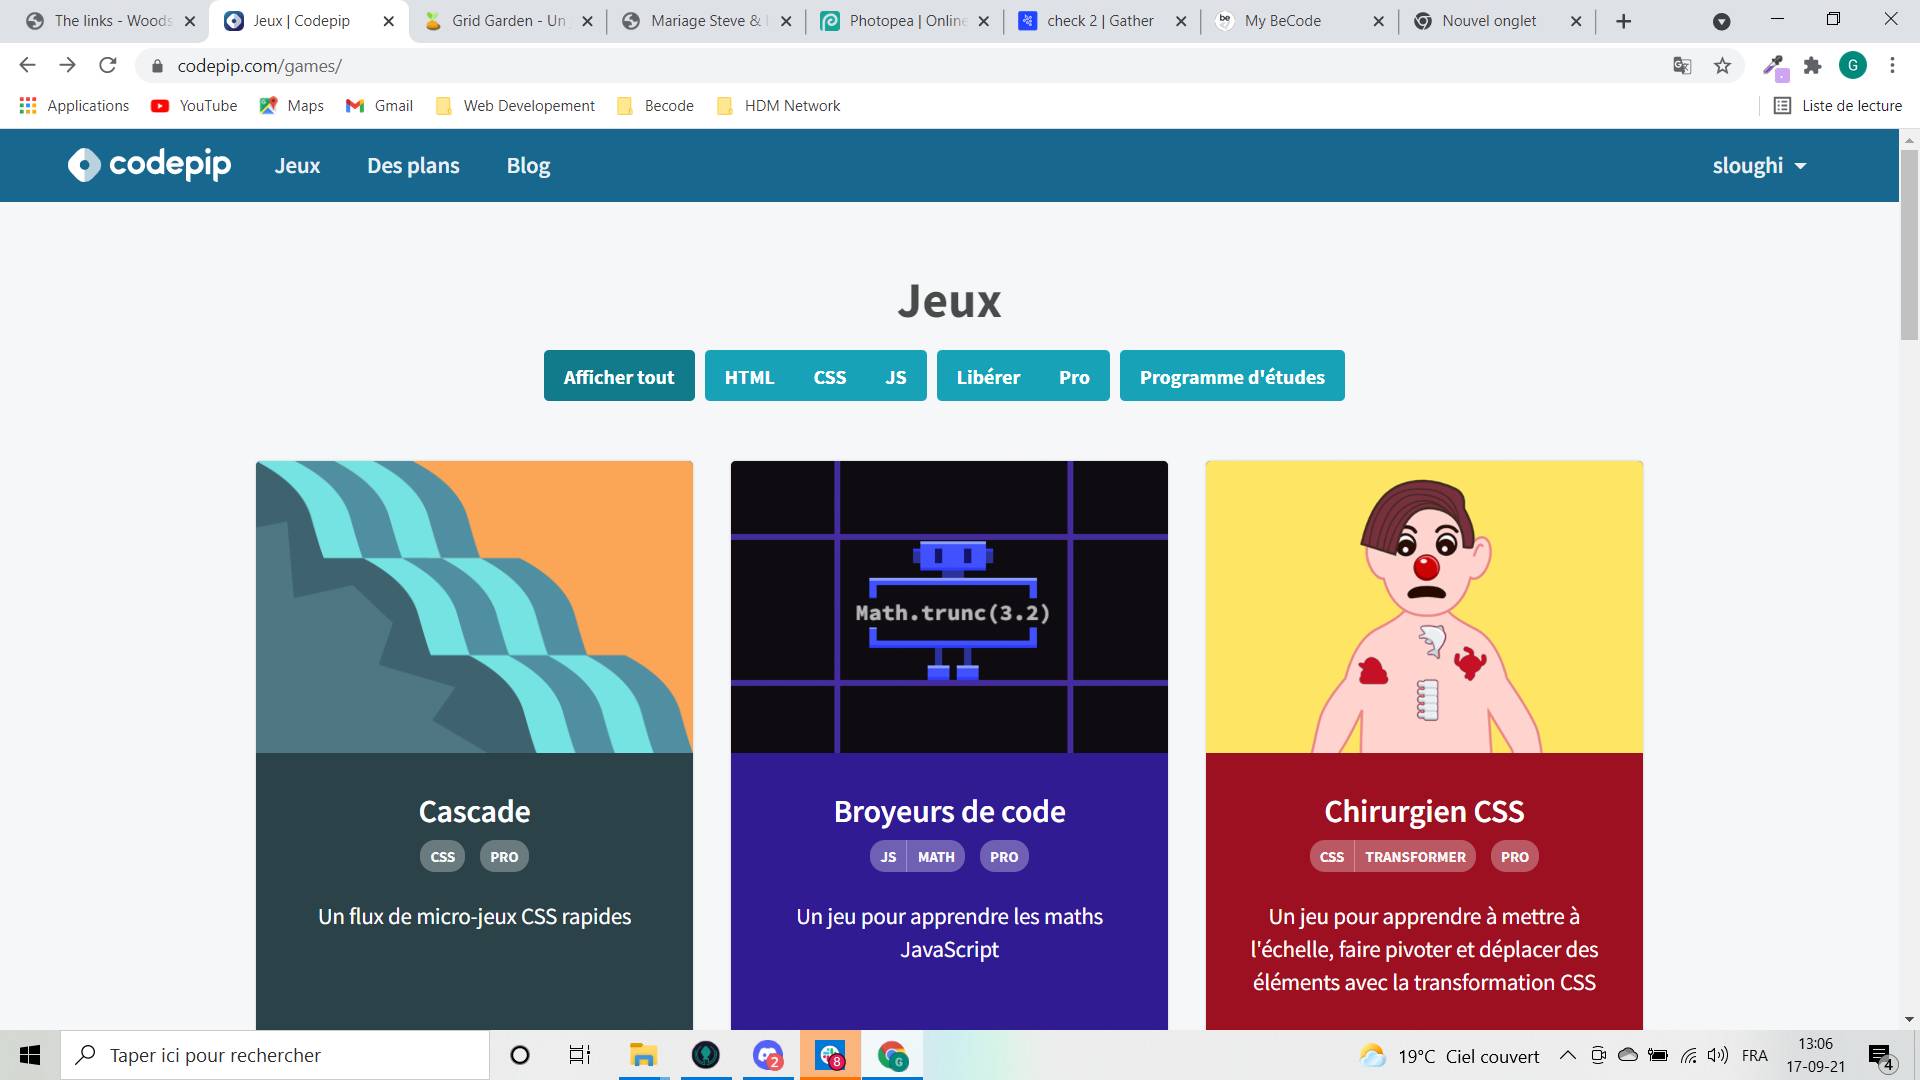 The links - Woods
Jeux | Codepip
Grid Garden - Un
Mariage Steve &
Photopea | Online
check 2 | Gather
be
My BeCode
Nouvel onglet
codepip.com/games/
G
Applications
YouTube
Maps
Gmail
Web Developement
Becode
HDM Network
Liste de lecture
codepip
Jeux
Des plans
Blog
sloughi
Jeux
Afficher tout
HTML CSS JS
Libérer Pro
Programme d'études
Math.trunc(3.2)
Cascade
CSS PRO
Un flux de micro-jeux CSS rapides
Broyeurs de code
JS MATH PRO
Un jeu pour apprendre les maths
JavaScript
Chirurgien CSS
CSS TRANSFORMER PRO
Un jeu pour apprendre à mettre à
l'échelle, faire pivoter et déplacer des
éléments avec la transformation CSS
Taper ici pour rechercher
2
8
G
19°C Ciel couvert
FRA
13:06
17-09-21
4